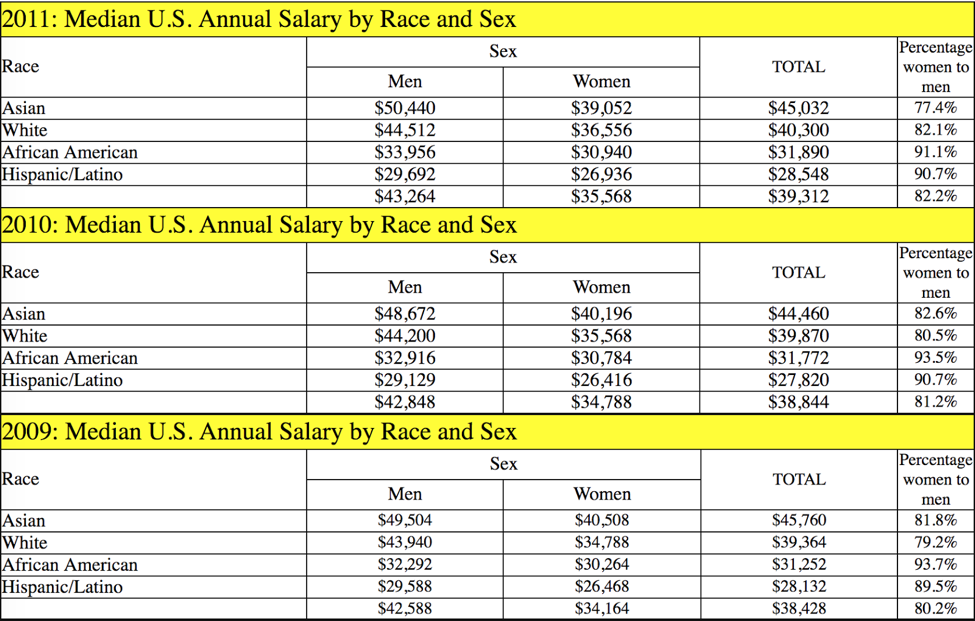 2011: Median U.S. Annual Salary by Race and Sex
Race
Sex
TOTAL
Percentage
women to
men
Men
Women
Asian $50,440 $39,052 $45,032 77.4%
White $44,512 $36,556 $40,300 82.1%
African American $33,956 $30,940 $31,890 91.1%
Hispanic/Latino $29,692 $26,936 $28,548 90.7%
$43,264 $35,568 $39,312 82.2%
2010: Median U.S. Annual Salary by Race and Sex
Race
Sex
TOTAL
Percentage
women to
men
Men
Women
Asian $48,672 $40,196 $44,460 82.6%
White $44,200 $35,568 $39,870 80.5%
African American $32,916 $30,784 $31,772 93.5%
Hispanic/Latino $29,129 $26,416 $27,820 90.7%
$42,848 $34,788 $38,844 81.2%
2009: Median U.S. Annual Salary by Race and Sex
Race
Sex
TOTAL
Percentage
women to
men
Men
Women
Asian $49,504 $40,508 $45,760 81.8%
White $43,940 $34,788 $39,364 79.2%
African American $32,292 $30,264 $31,252 93.7%
Hispanic/Latino $29,588 $26,468 $28,132 89.5%
$42,588 $34,164 $38,428 80.2%